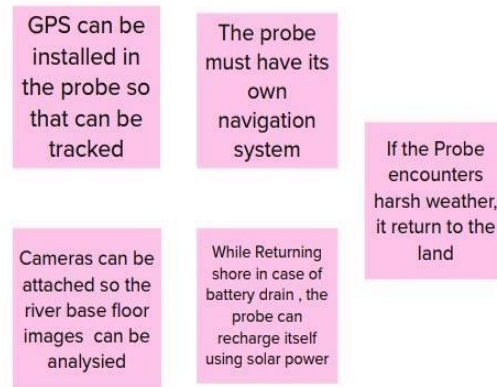 GPS can be
installed in
the probe so
that can be
tracked
The probe
must have its
own
navigation
system
If the Probe
encounters
harsh weather,
it return to the
land
Cameras can be
attached so the
river base floor
images can be
analysied
While Returning
shore in case of
battery drain , the
probe can
recharge itself
using solar power